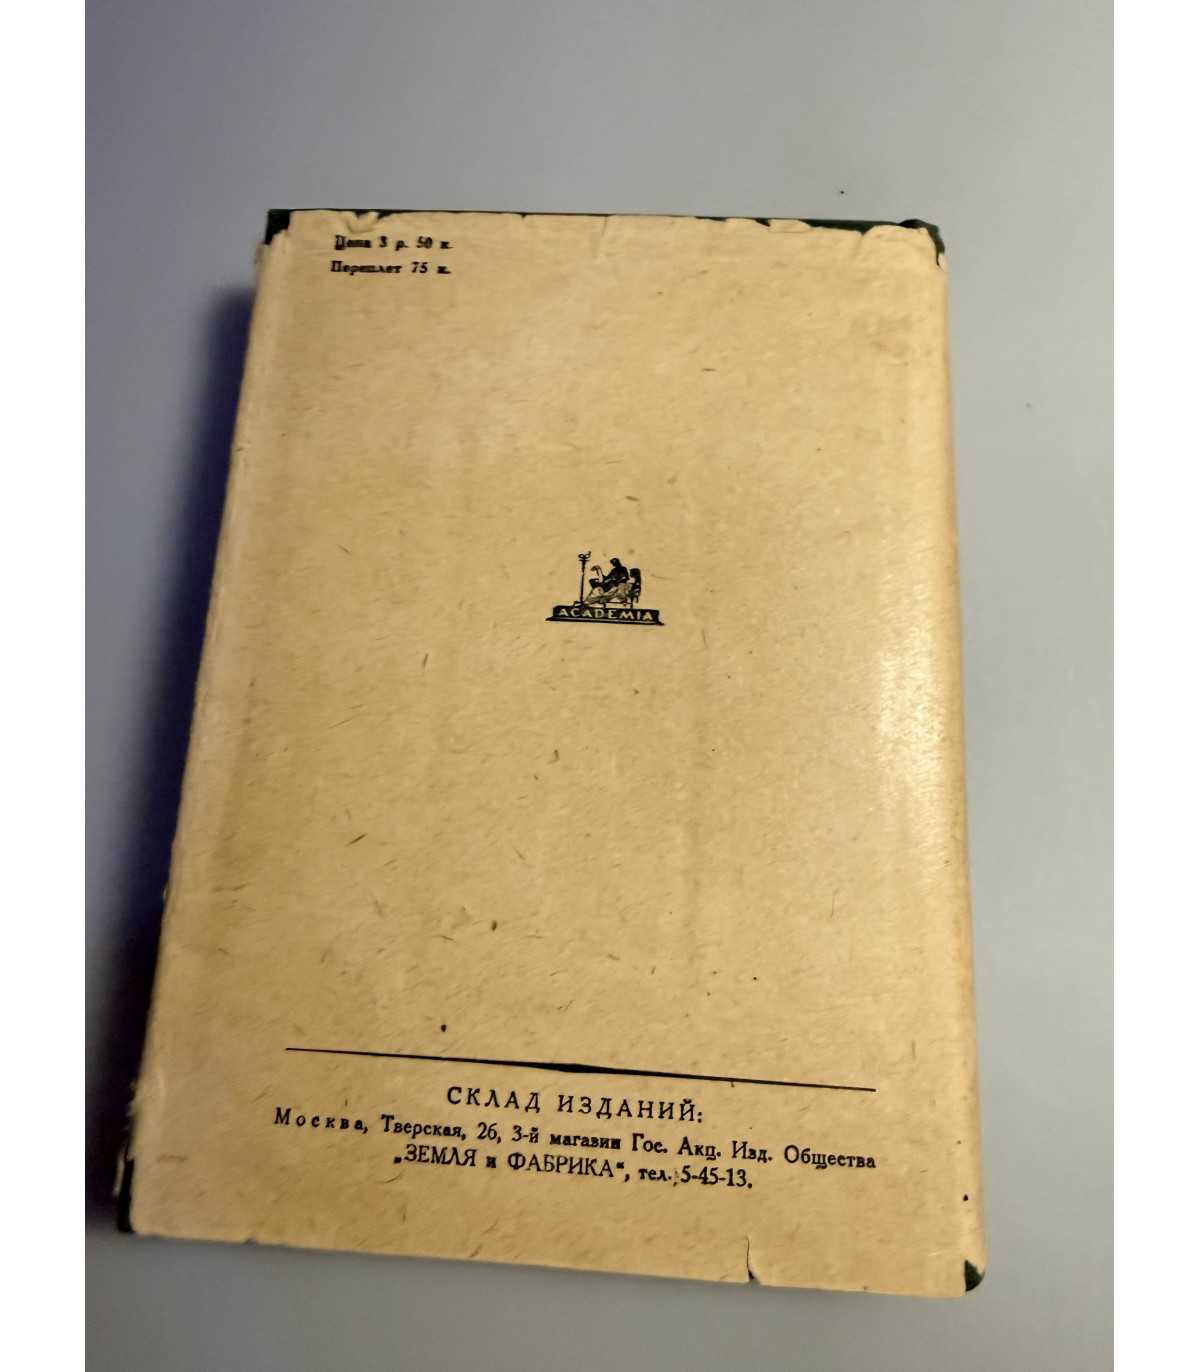 Цена 3 р. 50 к.
Переплет 75 к.
ACADEMIA
СКЛАД ИЗДАНИЙ:
Москва, Тверская, 26, 3-й магазин Гос. Акц. Изд. Общества
„ЗЕМЛЯ и ФАБРИКА“, тел. 5-45-13.